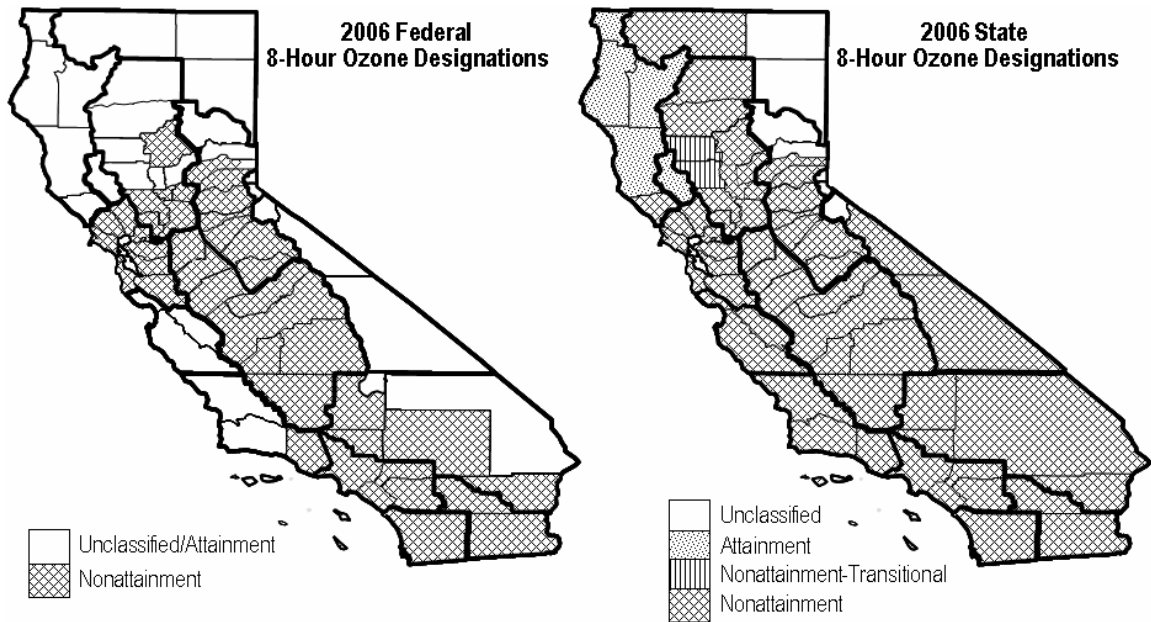 2006 Federal
8-Hour Ozone Designations
Unclassified/Attainment
Nonattainment
2006 State
8-Hour Ozone Designations
Unclassified
Attainment
Nonattainment-Transitional
Nonattainment